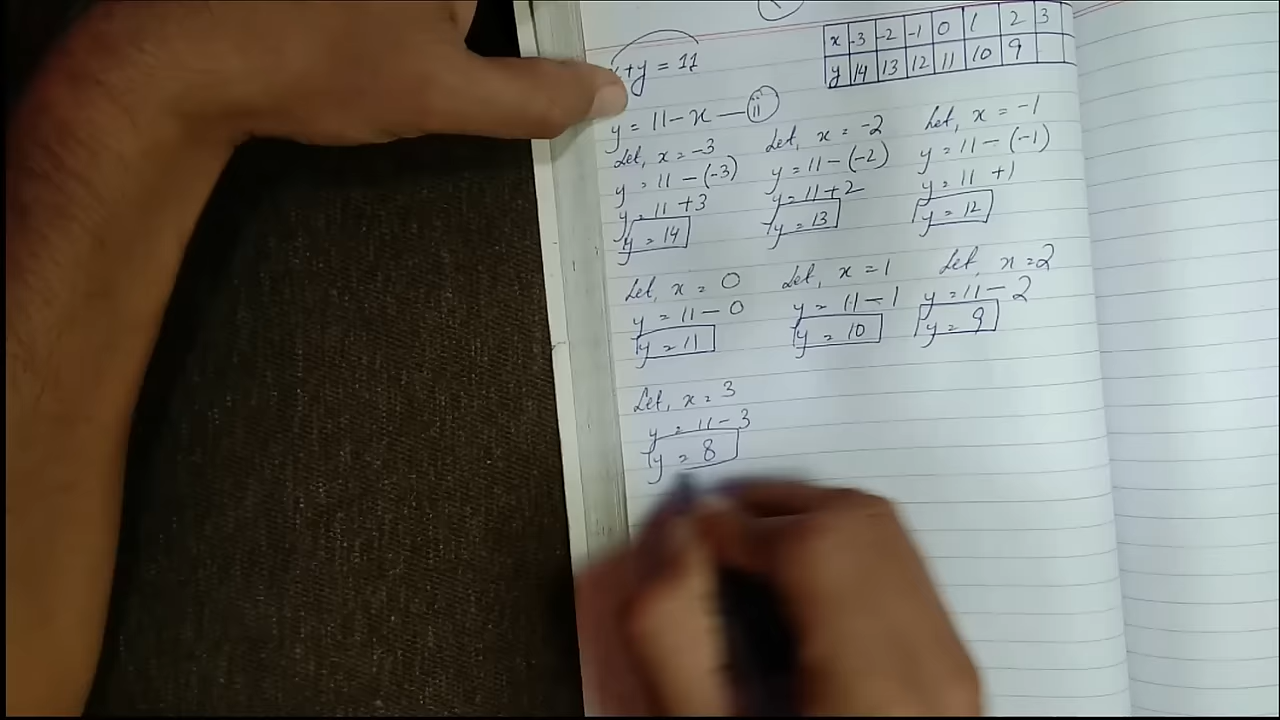 x -3 -2 -1 0 1 2 3
y 14 13 12 11 10 9
x+y = 11
y = 11-x — ii
Let, x = -3
y = 11-(-3)
y = 11+3
y = 14
Let, x = -2
y = 11-(-2)
y = 11+2
y = 13
Let, x = -1
y = 11-(-1)
y = 11+1
y = 12
Let, x = 0
y = 11-0
y = 11
Let, x = 1
y = 11-1
y = 10
Let, x = 2
y = 11-2
y = 9
Let, x = 3
y = 11-3
y = 8